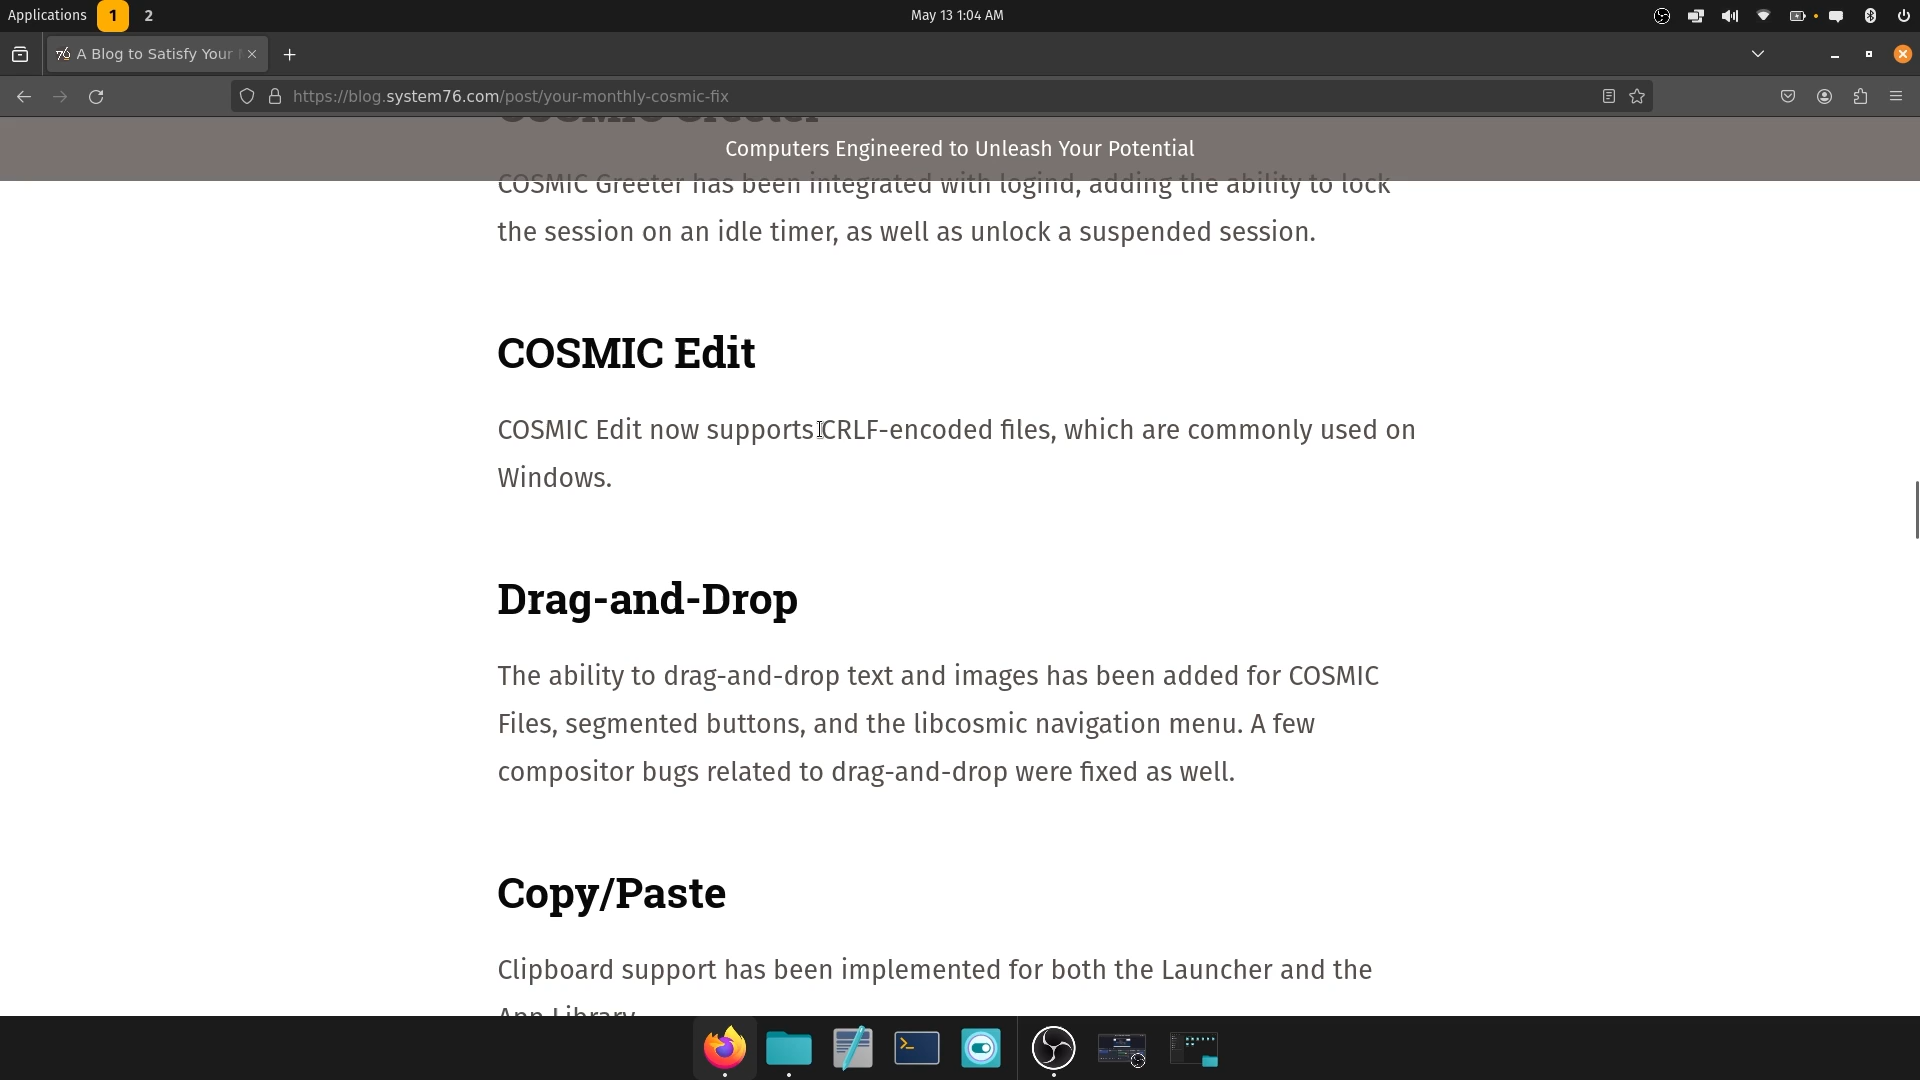 Applications 1 2 May 13 1:04 AM
A Blog to Satisfy Your
https://blog.system76.com/post/your-monthly-cosmic-fix
Computers Engineered to Unleash Your Potential
COSMIC Greeter has been integrated with logind, adding the ability to lock
the session on an idle timer, as well as unlock a suspended session.
COSMIC Edit
COSMIC Edit now supports CRLF-encoded files, which are commonly used on
Windows.
Drag-and-Drop
The ability to drag-and-drop text and images has been added for COSMIC
Files, segmented buttons, and the libcosmic navigation menu. A few
compositor bugs related to drag-and-drop were fixed as well.
Copy/Paste
Clipboard support has been implemented for both the Launcher and the
App Library.